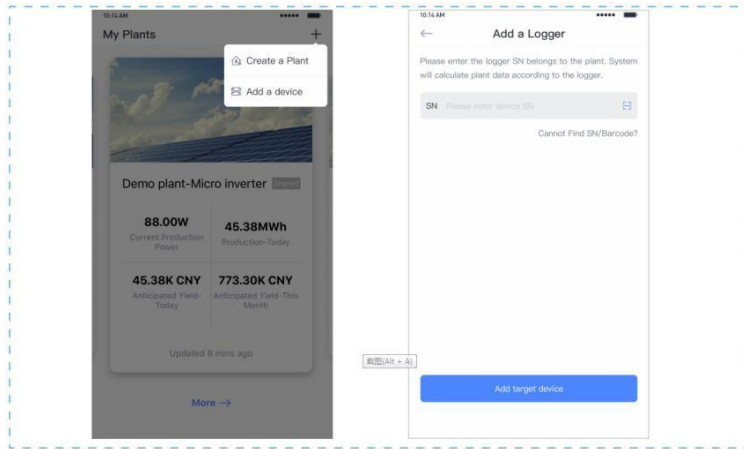 10:14 AM
My Plants
+
Create a Plant
Add a device
Demo plant-Micro inverter Shared
88.00W
Current Production
Power
45.38MWh
Production-Today
45.38K CNY
Anticipated Yield-
Today
773.30K CNY
Anticipated Yield-This
Month
Updated 8 mins ago
More →
10:14 AM
← Add a Logger
Please enter the logger SN belongs to the plant. System
will calculate plant data according to the logger.
SN Please enter device SN
Cannot Find SN/Barcode?
截图(Alt + A)
Add target device